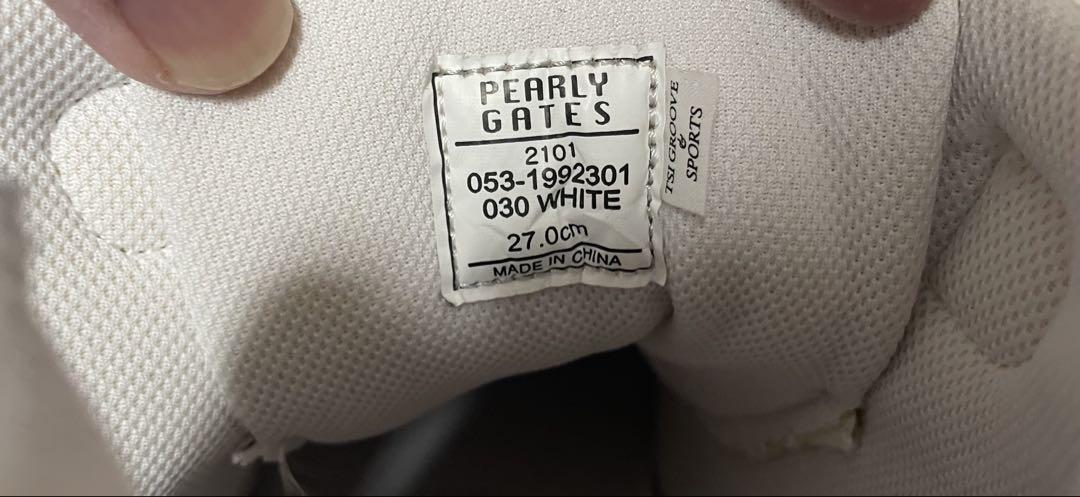 PEARLY
GATES
2101
053-1992301
030 WHITE
27.0cm
MADE IN CHINA
TSI GROOVE
&
SPORTS